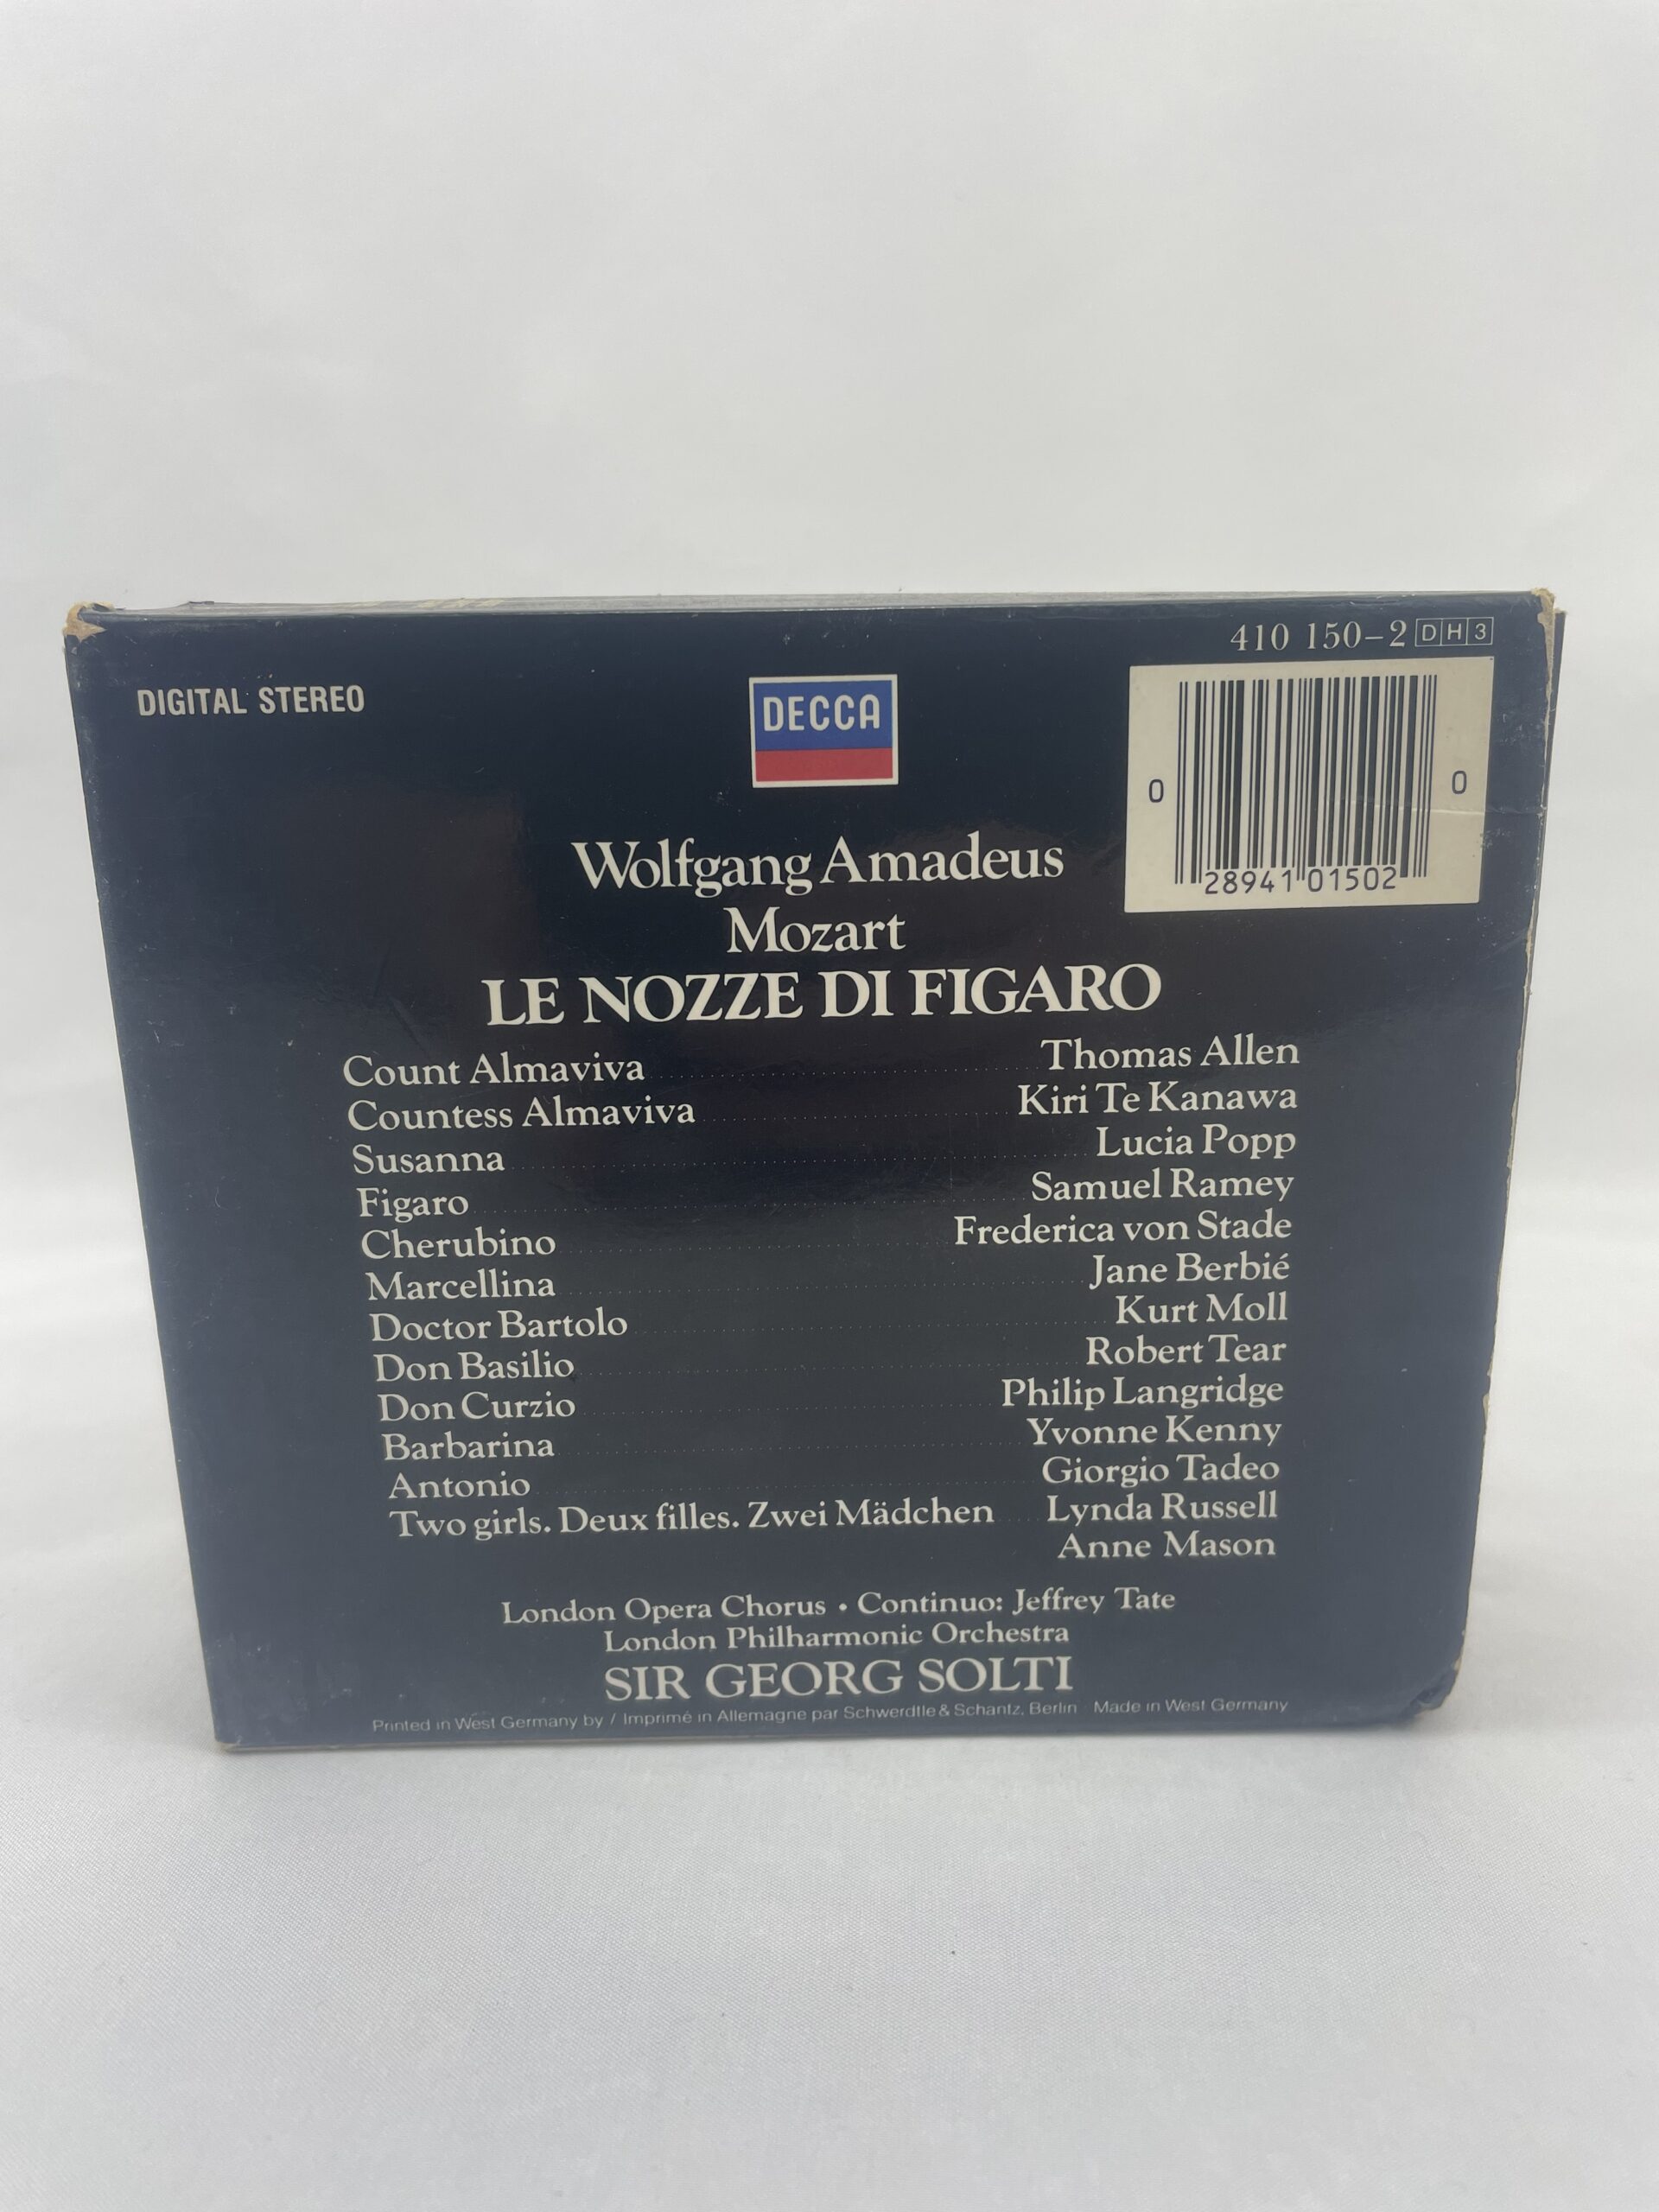 410 150-2 DH3
DIGITAL STEREO
DECCA
0 28941 01502 0
Wolfgang Amadeus
Mozart
LE NOZZE DI FIGARO
Count Almaviva Thomas Allen
Countess Almaviva Kiri Te Kanawa
Susanna Lucia Popp
Figaro Samuel Ramey
Cherubino Frederica von Stade
Marcellina Jane Berbié
Doctor Bartolo Kurt Moll
Don Basilio Robert Tear
Don Curzio Philip Langridge
Barbarina Yvonne Kenny
Antonio Giorgio Tadeo
Two girls. Deux filles. Zwei Mädchen Lynda Russell
Anne Mason
London Opera Chorus • Continuo: Jeffrey Tate
London Philharmonic Orchestra
SIR GEORG SOLTI
Printed in West Germany by / Imprimé in Allemagne par Schwerdtle & Schantz, Berlin Made in West Germany